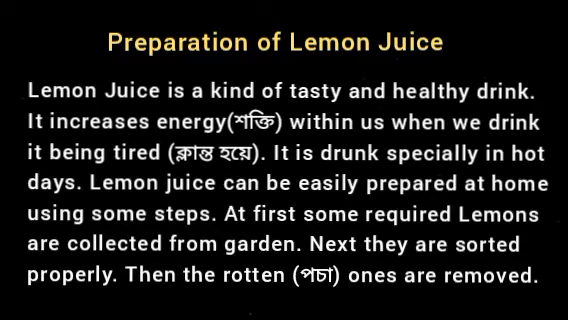 Preparation of Lemon Juice
Lemon Juice is a kind of tasty and healthy drink.
It increases energy(শক্তি) within us when we drink
it being tired (ক্লান্ত হয়ে). It is drunk specially in hot
days. Lemon juice can be easily prepared at home
using some steps. At first some required Lemons
are collected from garden. Next they are sorted
properly. Then the rotten (পচা) ones are removed.